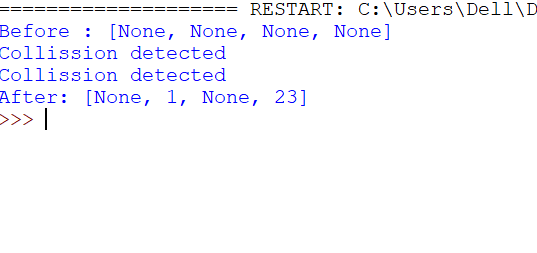 ==================== RESTART: C:\Users\Dell\D
Before : [None, None, None, None]
Collission detected
Collission detected
After: [None, 1, None, 23]
>>>